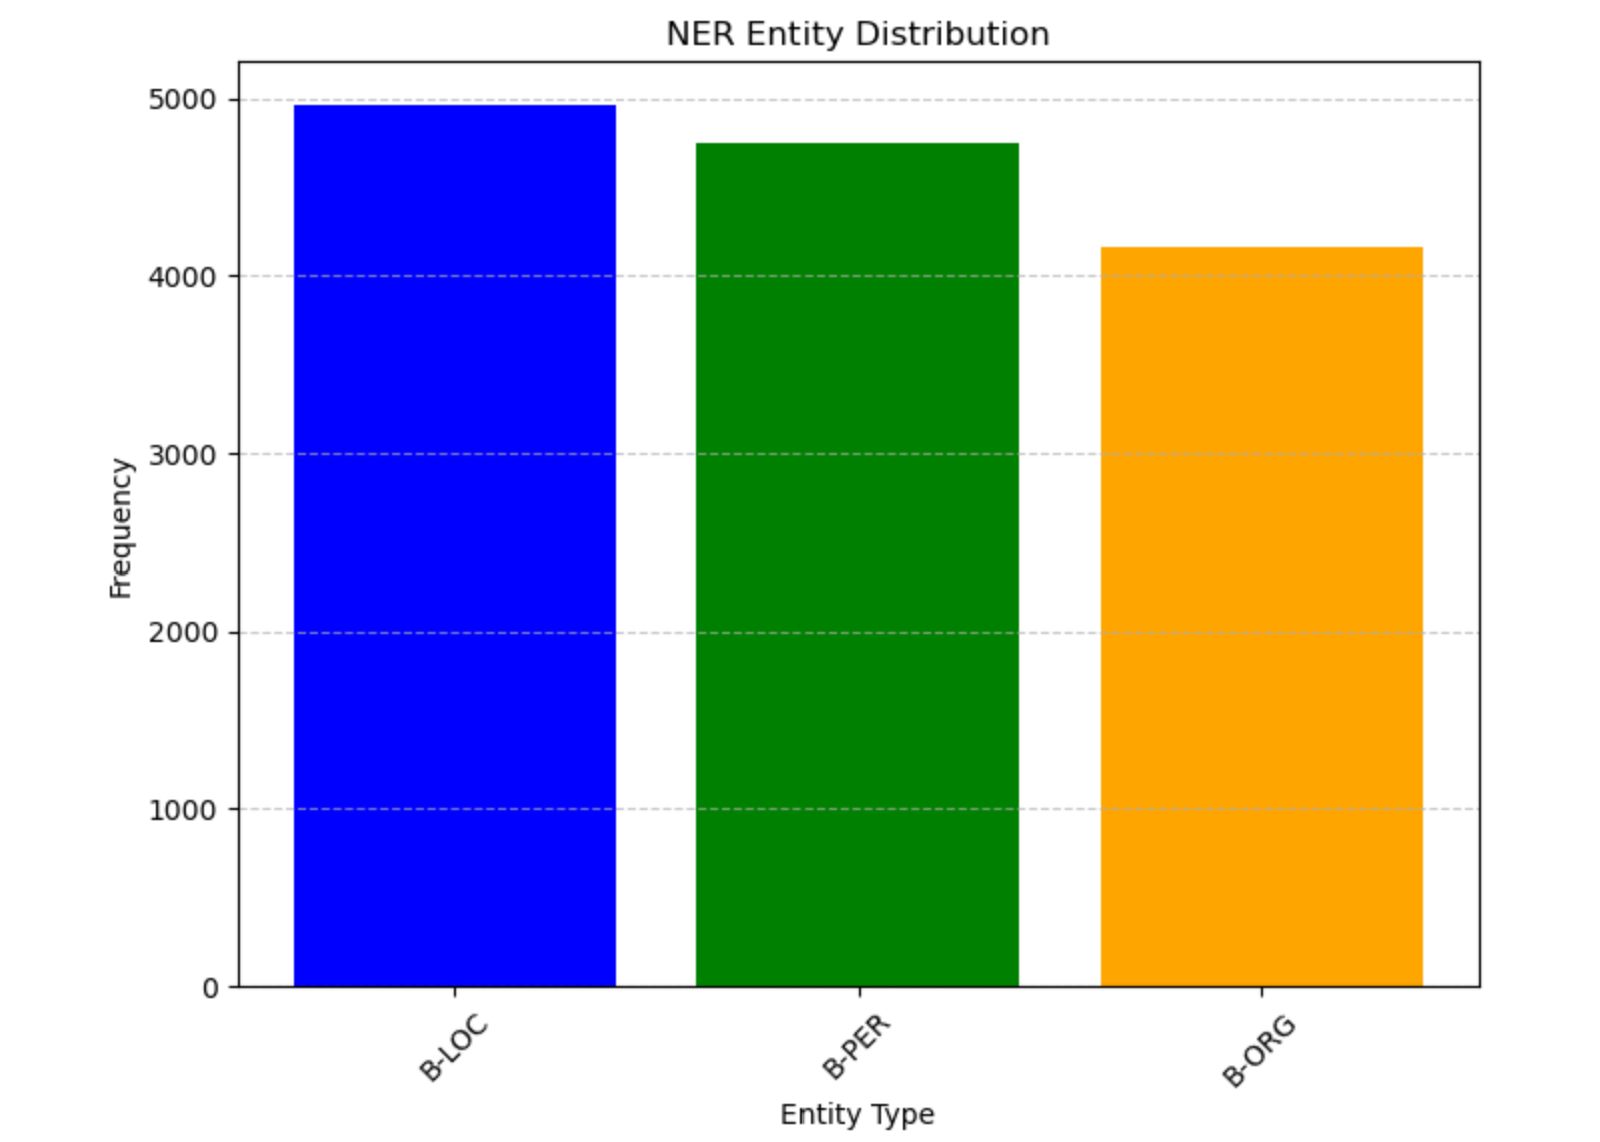 NER Entity Distribution
5000
4000
3000
2000
1000
0
Frequency
B-LOC
B-PER
B-ORG
Entity Type